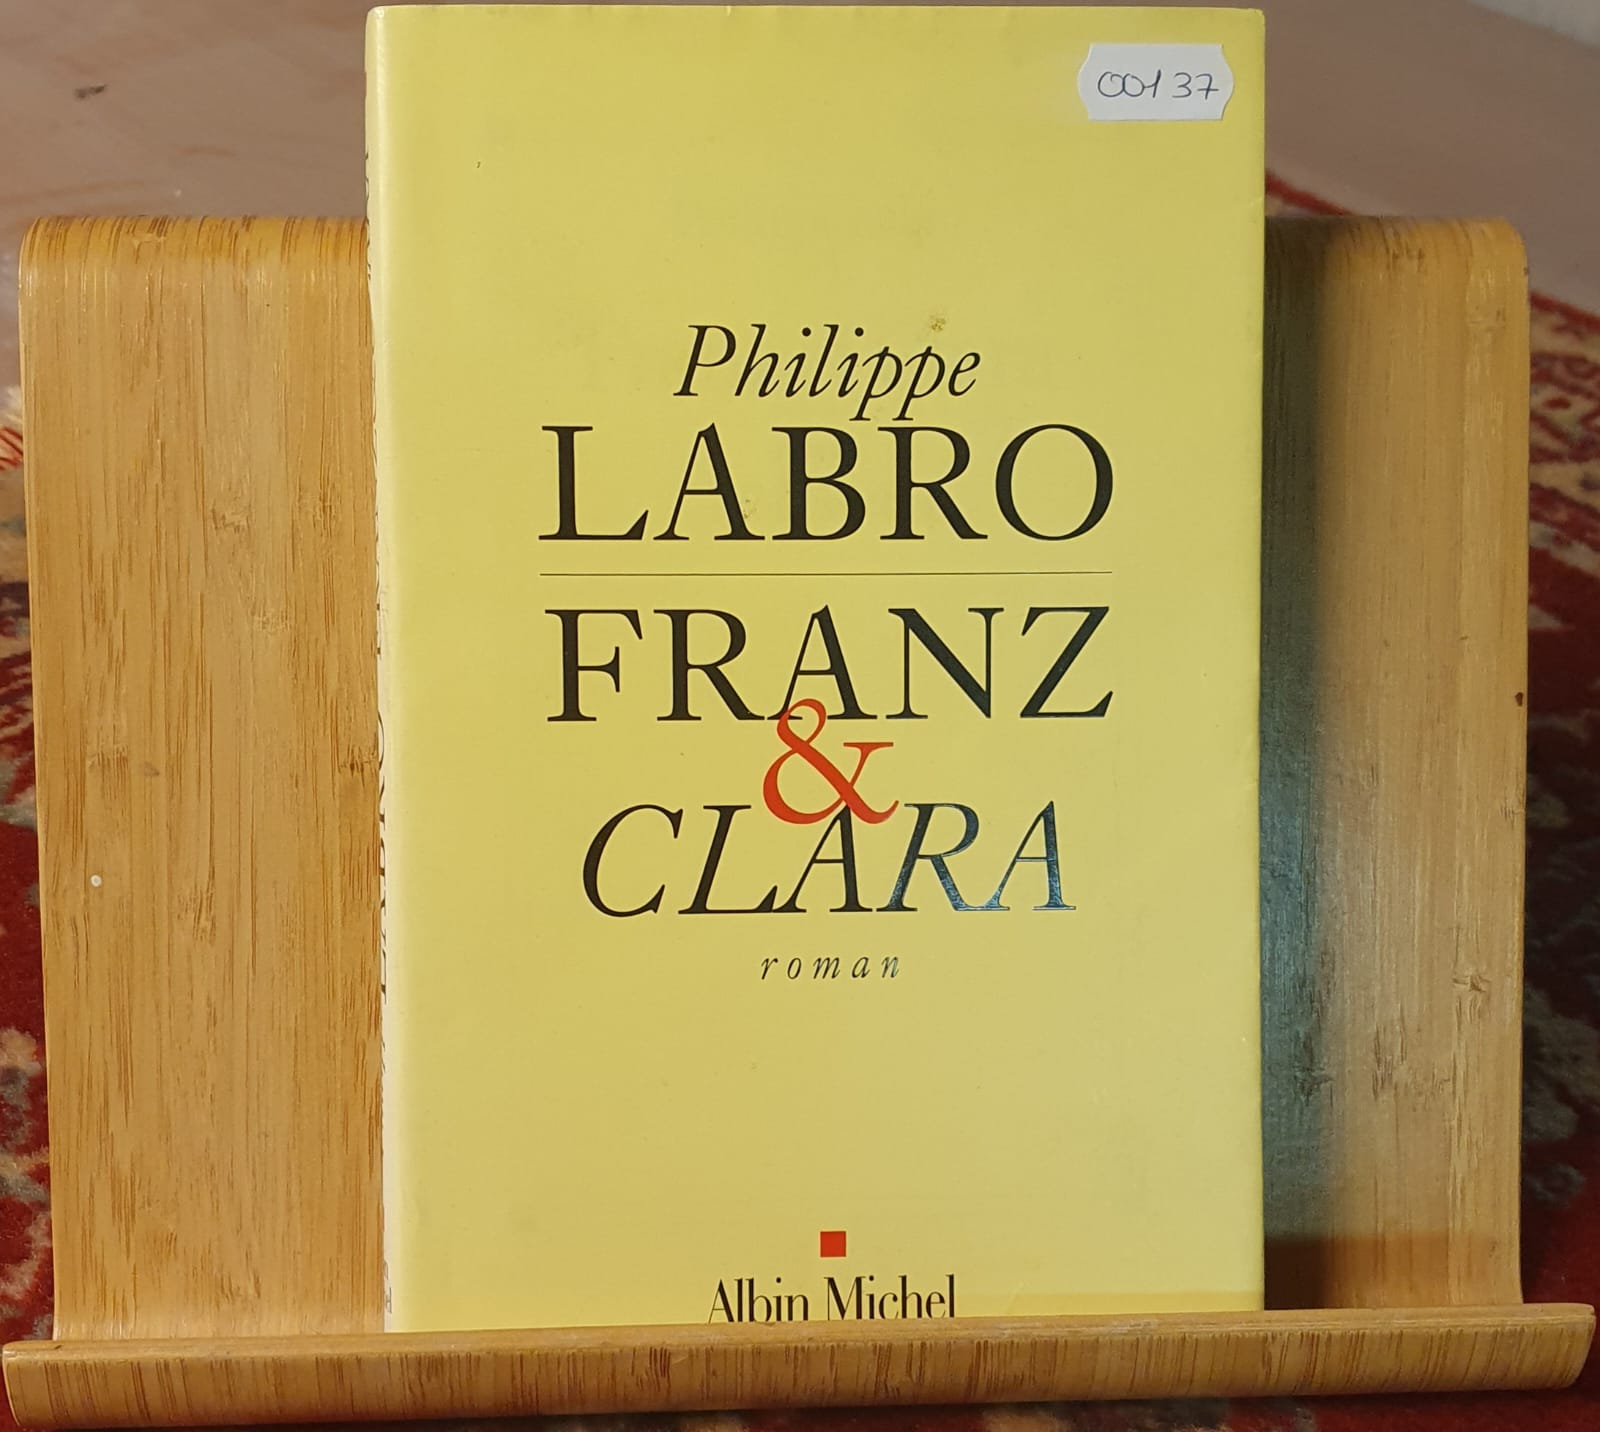 00137
Philippe
LABRO
FRANZ
&
CLARA
roman
Albin Michel